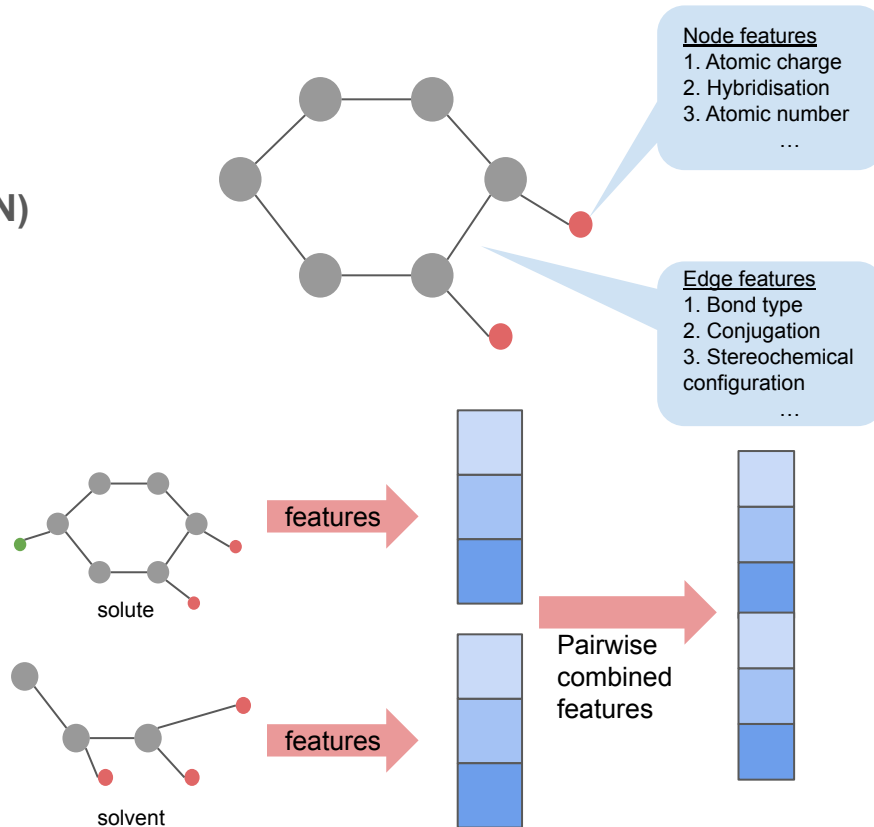 Node features
1. Atomic charge
2. Hybridisation
3. Atomic number
…
N)
Edge features
1. Bond type
2. Conjugation
3. Stereochemical
configuration
…
features
solute
Pairwise
combined
features
features
solvent